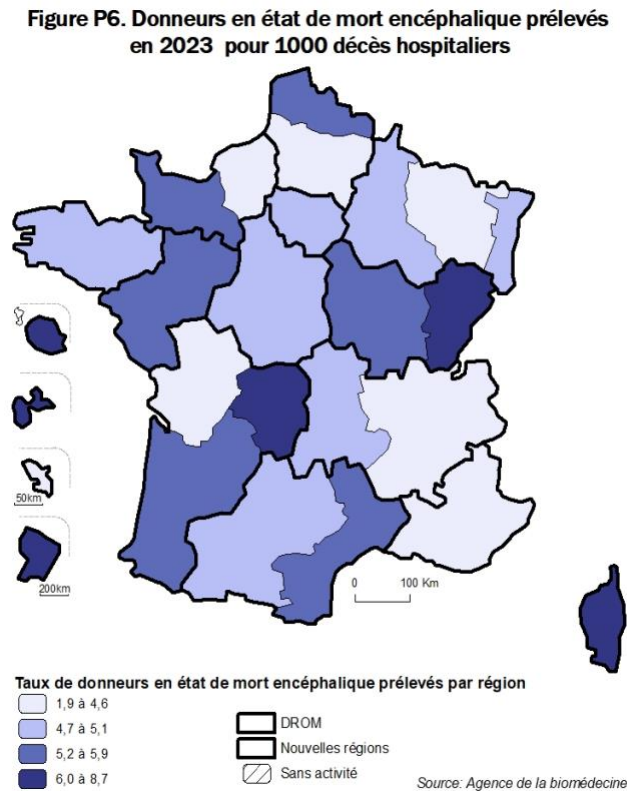 Figure P6. Donneurs en état de mort encéphalique prélevés
en 2023 pour 1000 décès hospitaliers
50km
200km
0 100 Km
Taux de donneurs en état de mort encéphalique prélevés par région
1,9 à 4,6
4,7 à 5,1
5,2 à 5,9
6,0 à 8,7
DROM
Nouvelles régions
Sans activité
Source: Agence de la biomédecine